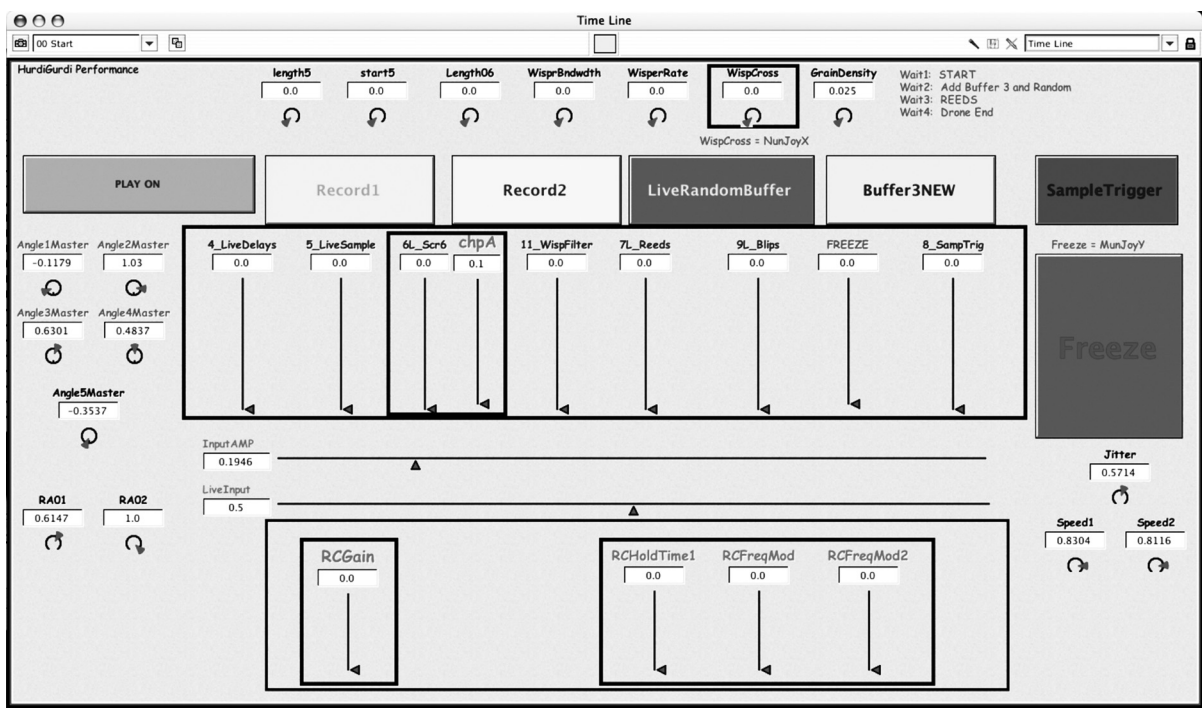 Time Line
00 Start
Time Line
HurdiGurdi Performance
length5 start5 Length06 WisprBndwdth WisperRate WispCross GrainDensity
0.0 0.0 0.0 0.0 0.0 0.0 0.025
Wait1: START
Wait2: Add Buffer 3 and Random
Wait3: REEDS
Wait4: Drone End
WispCross = NunJoyX
PLAY ON Record1 Record2 LiveRandomBuffer Buffer3NEW SampleTrigger
Angle1Master Angle2Master
-0.1179 1.03
Angle3Master Angle4Master
0.6301 0.4837
Angle5Master
-0.3537
4_LiveDelays 5_LiveSample 6L_Scr6 chpA 11_WispFilter 7L_Reeds 9L_Blips FREEZE 8_SampTrig
0.0 0.0 0.0 0.1 0.0 0.0 0.0 0.0 0.0
Freeze = MunJoyY
Freeze
InputAMP
0.1946
LiveInput
0.5
Jitter
0.5714
RA01 RA02
0.6147 1.0
Speed1 Speed2
0.8304 0.8116
RCGain RCHoldTime1 RCFreqMod RCFreqMod2
0.0 0.0 0.0 0.0